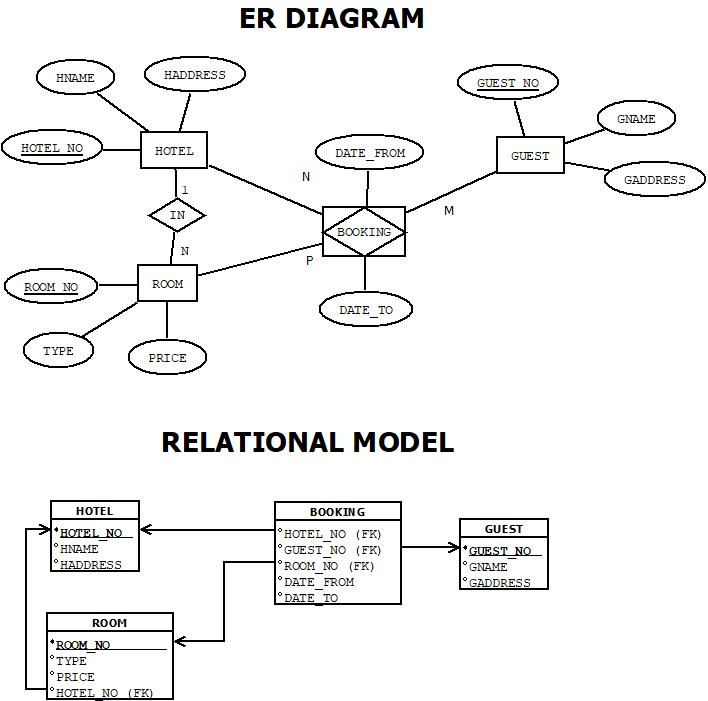 ER DIAGRAM
HNAME
HADDRESS
HOTEL_NO
HOTEL
GUEST_NO
GNAME
GUEST
GADDRESS
DATE_FROM
N
M
1
IN
BOOKING
N
P
ROOM_NO
ROOM
DATE_TO
TYPE
PRICE
RELATIONAL MODEL
HOTEL
HOTEL_NO
HNAME
HADDRESS
BOOKING
HOTEL_NO (FK)
GUEST_NO (FK)
ROOM_NO (FK)
DATE_FROM
DATE_TO
GUEST
GUEST_NO
GNAME
GADDRESS
ROOM
ROOM_NO
TYPE
PRICE
HOTEL_NO (FK)